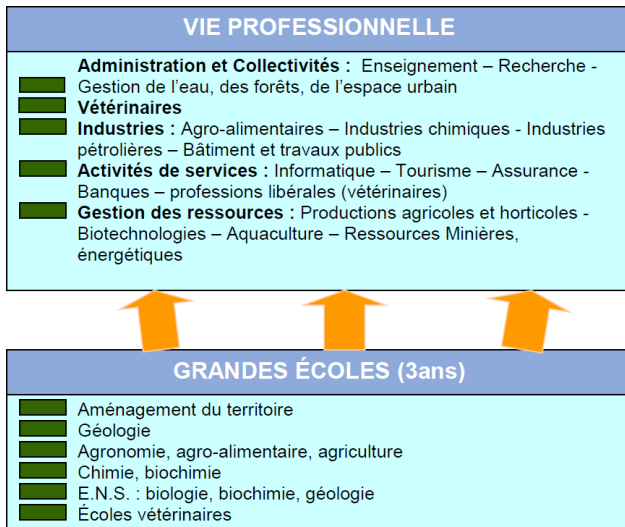 VIE PROFESSIONNELLE
Administration et Collectivités : Enseignement – Recherche -
Gestion de l'eau, des forêts, de l'espace urbain
Vétérinaires
Industries : Agro-alimentaires – Industries chimiques - Industries
pétrolières – Bâtiment et travaux publics
Activités de services : Informatique – Tourisme – Assurance -
Banques – professions libérales (vétérinaires)
Gestion des ressources : Productions agricoles et horticoles -
Biotechnologies – Aquaculture – Ressources Minières,
énergétiques
GRANDES ÉCOLES (3ans)
Aménagement du territoire
Géologie
Agronomie, agro-alimentaire, agriculture
Chimie, biochimie
E.N.S. : biologie, biochimie, géologie
Écoles vétérinaires